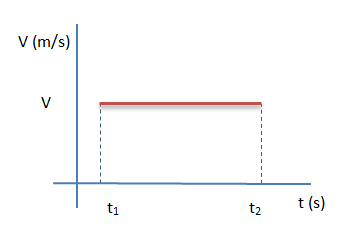 V (m/s)
V
t₁
t₂
t (s)